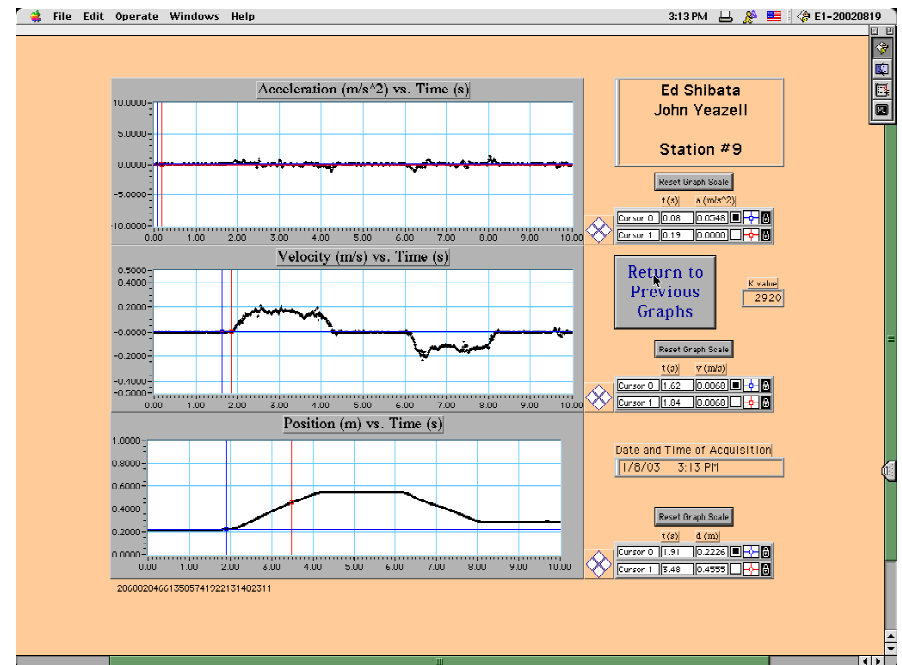 File Edit Operate Windows Help 3:13 PM E1-20020819
Acceleration (m/s^2) vs. Time (s)
10.0000
5.0000
0.0000
-5.0000
-10.0000
0.00 1.00 2.00 3.00 4.00 5.00 6.00 7.00 8.00 9.00 10.00
Ed Shibata
John Yeazell
Station #9
Reset Graph Scale
t(s) a (m/s^2)
Cursor 0 0.08 0.0548
Cursor 1 0.19 0.0000
Velocity (m/s) vs. Time (s)
0.5000
0.4000
0.2000
-0.0000
-0.2000
-0.4000
-0.5000
0.00 1.00 2.00 3.00 4.00 5.00 6.00 7.00 8.00 9.00 10.00
Return to
Previous
Graphs
K value
2920
Reset Graph Scale
t(s) v (m/s)
Cursor 0 1.62 0.0068
Cursor 1 1.84 0.0068
Position (m) vs. Time (s)
1.0000
0.8000
0.6000
0.4000
0.2000
0.0000
0.00 1.00 2.00 3.00 4.00 5.00 6.00 7.00 8.00 9.00 10.00
Date and Time of Acquisition
1/8/03 3:13 PM
Reset Graph Scale
t(s) d (m)
Cursor 0 1.91 0.2226
Cursor 1 3.48 0.4555
2060020466135057419221314023​11